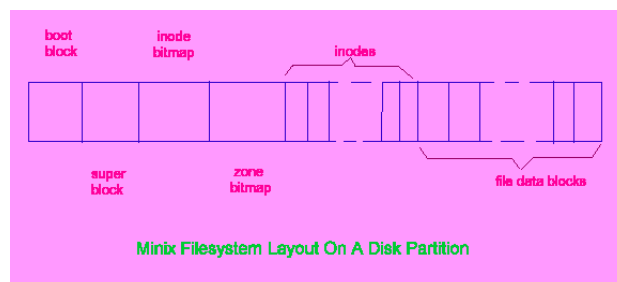 boot
block
inode
bitmap
inodes
super
block
zone
bitmap
file data blocks
Minix Filesystem Layout On A Disk Partition